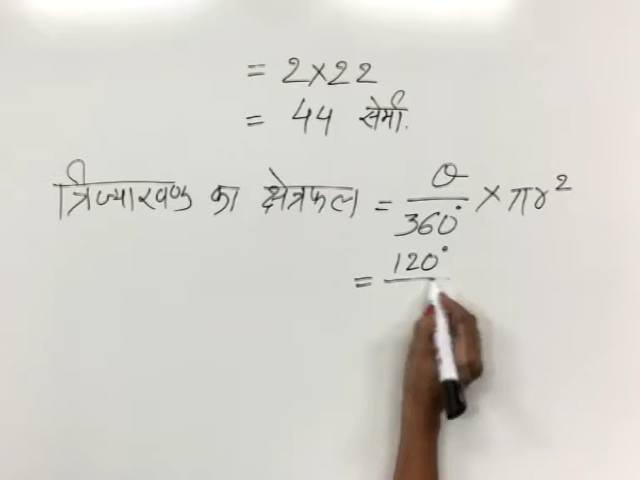 = 2×22
= 44 सेमी.
त्रिज्याखण्ड का क्षेत्रफल = θ/360° × πr²
= 120°